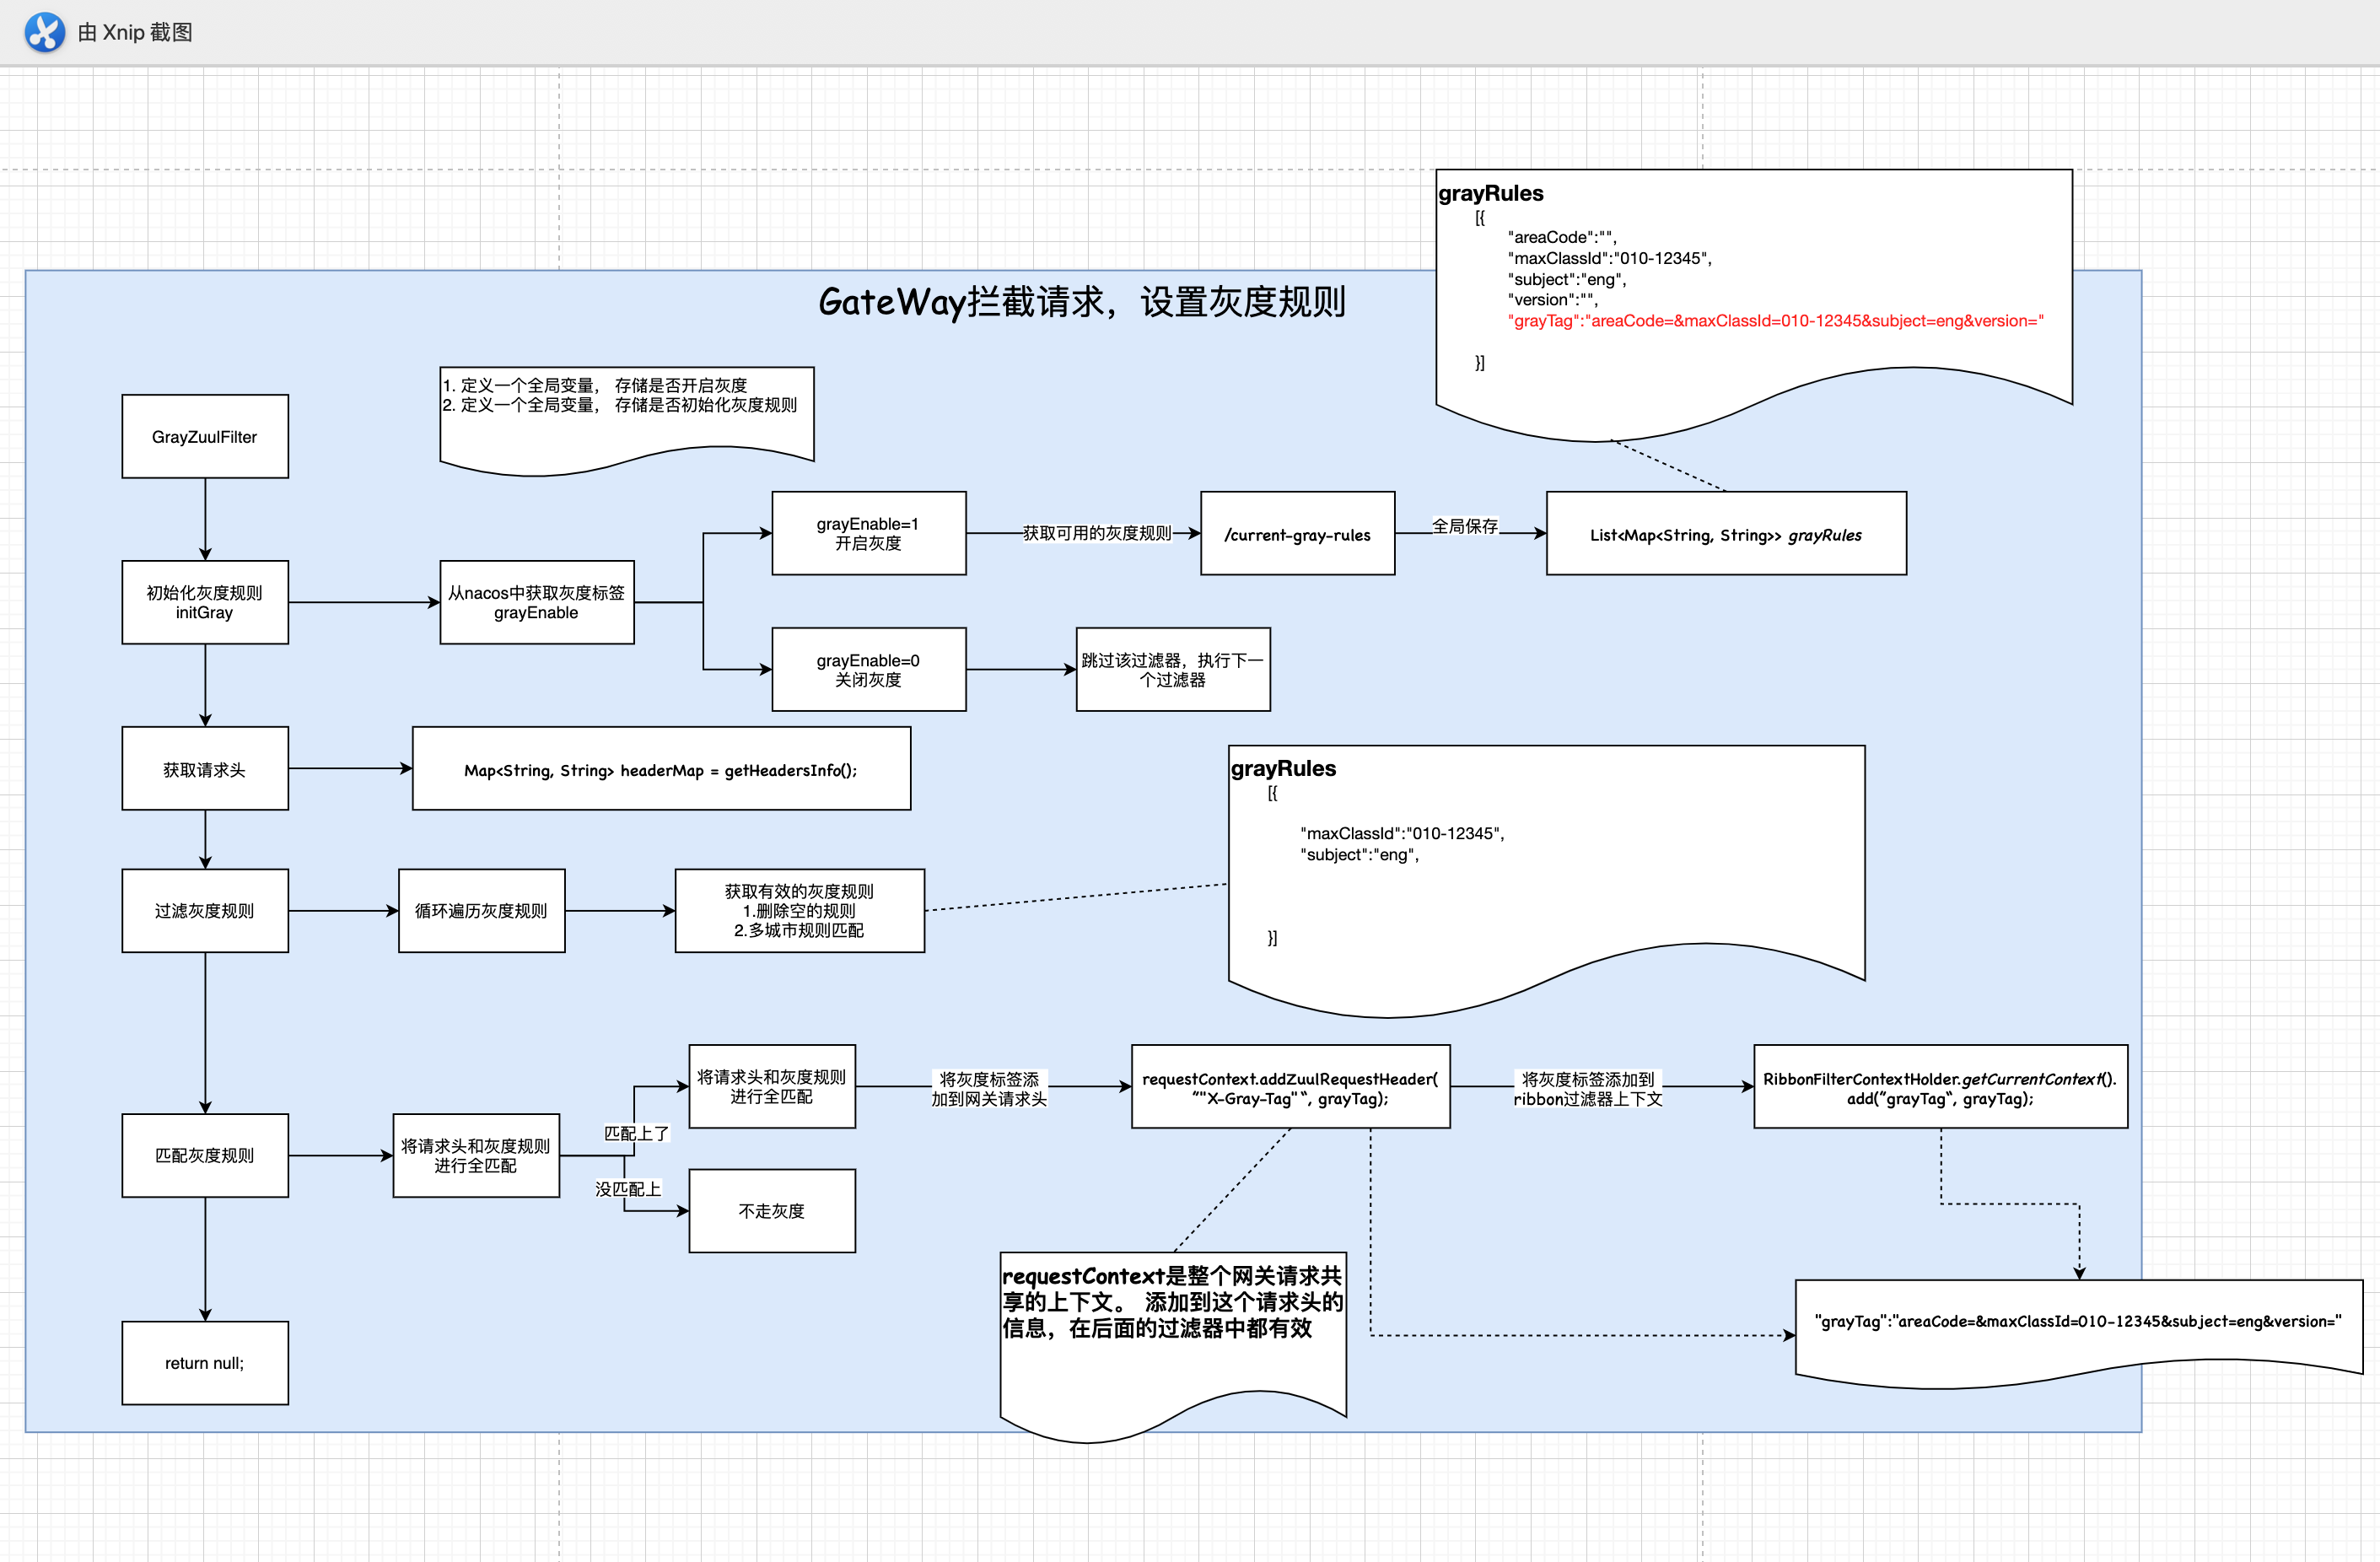 由 Xnip 截图
grayRules
[{
"areaCode":"",
"maxClassId":"010-12345",
"subject":"eng",
"version":"",
"grayTag":"areaCode=&maxClassId=010-12345&subject=eng&version="
}]
GateWay拦截请求，设置灰度规则
1. 定义一个全局变量， 存储是否开启灰度
2. 定义一个全局变量， 存储是否初始化灰度规则
GrayZuulFilter
grayEnable=1
开启灰度
获取可用的灰度规则
/current-gray-rules
全局保存
List<Map<String, String>> grayRules
初始化灰度规则
initGray
从nacos中获取灰度标签
grayEnable
grayEnable=0
关闭灰度
跳过该过滤器，执行下一
个过滤器
获取请求头
Map<String, String> headerMap = getHeadersInfo();
grayRules
[{
"maxClassId":"010-12345",
"subject":"eng",
}]
过滤灰度规则
循环遍历灰度规则
获取有效的灰度规则
1.删除空的规则
2.多城市规则匹配
匹配灰度规则
将请求头和灰度规则
进行全匹配
匹配上了
将请求头和灰度规则
进行全匹配
将灰度标签添
加到网关请求头
requestContext.addZuulRequestHeader(
“"X-Gray-Tag"“, grayTag);
将灰度标签添加到
ribbon过滤器上下文
RibbonFilterContextHolder.getCurrentContext().
add(“grayTag“, grayTag);
没匹配上
不走灰度
requestContext是整个网关请求共
享的上下文。 添加到这个请求头的
信息，在后面的过滤器中都有效
"grayTag":"areaCode=&maxClassId=010-12345&subject=eng&version="
return null;